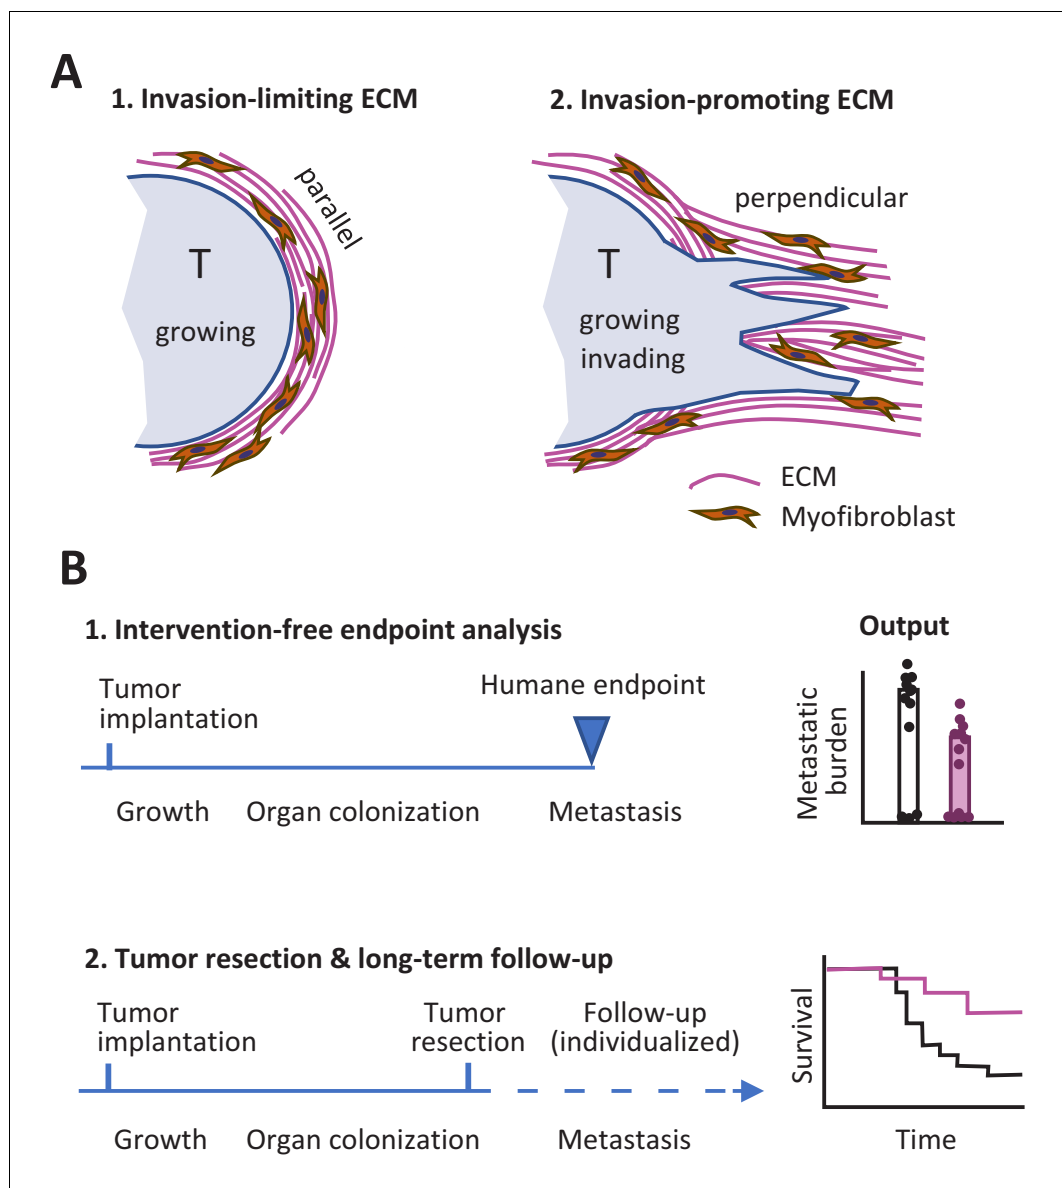 A
1. Invasion-limiting ECM
parallel
T
growing
2. Invasion-promoting ECM
perpendicular
T
growing
invading
ECM
Myofibroblast
B
1. Intervention-free endpoint analysis
Tumor
implantation
Humane endpoint
Growth
Organ colonization
Metastasis
Output
Metastatic
burden
2. Tumor resection & long-term follow-up
Tumor
implantation
Tumor
resection
Follow-up
(individualized)
Growth
Organ colonization
Metastasis
Survival
Time